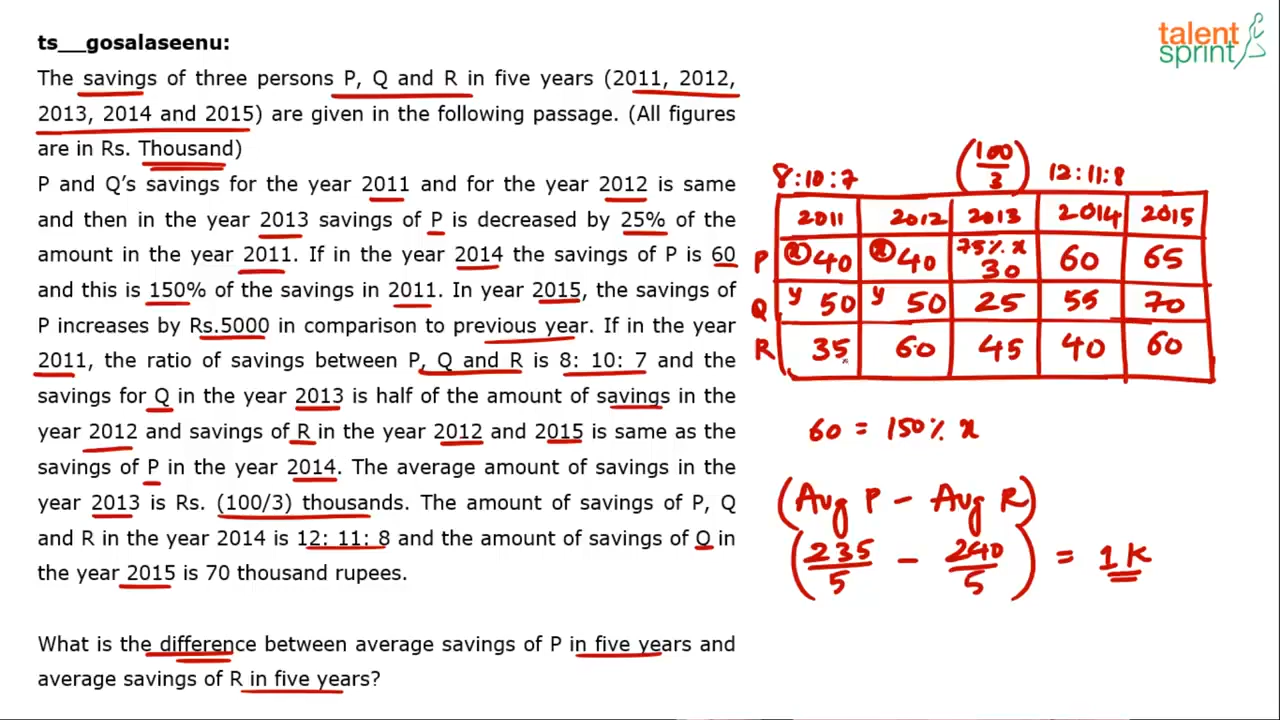 talent
sprint
ts__gosalaseenu:
The savings of three persons P, Q and R in five years (2011, 2012,
2013, 2014 and 2015) are given in the following passage. (All figures
are in Rs. Thousand)
P and Q's savings for the year 2011 and for the year 2012 is same
and then in the year 2013 savings of P is decreased by 25% of the
amount in the year 2011. If in the year 2014 the savings of P is 60
and this is 150% of the savings in 2011. In year 2015, the savings of
P increases by Rs.5000 in comparison to previous year. If in the year
2011, the ratio of savings between P, Q and R is 8: 10: 7 and the
savings for Q in the year 2013 is half of the amount of savings in the
year 2012 and savings of R in the year 2012 and 2015 is same as the
savings of P in the year 2014. The average amount of savings in the
year 2013 is Rs. (100/3) thousands. The amount of savings of P, Q
and R in the year 2014 is 12: 11: 8 and the amount of savings of Q in
the year 2015 is 70 thousand rupees.
What is the difference between average savings of P in five years and
average savings of R in five years?
8:10:7 (100/3) 12:11:8
2011 2012 2013 2014 2015
P x 40 x 40 75% x 30 60 65
Q y 50 y 50 25 55 70
R 35 60 45 40 60
60 = 150% x
(Avg P - Avg R)
(235/5 - 240/5) = 1K